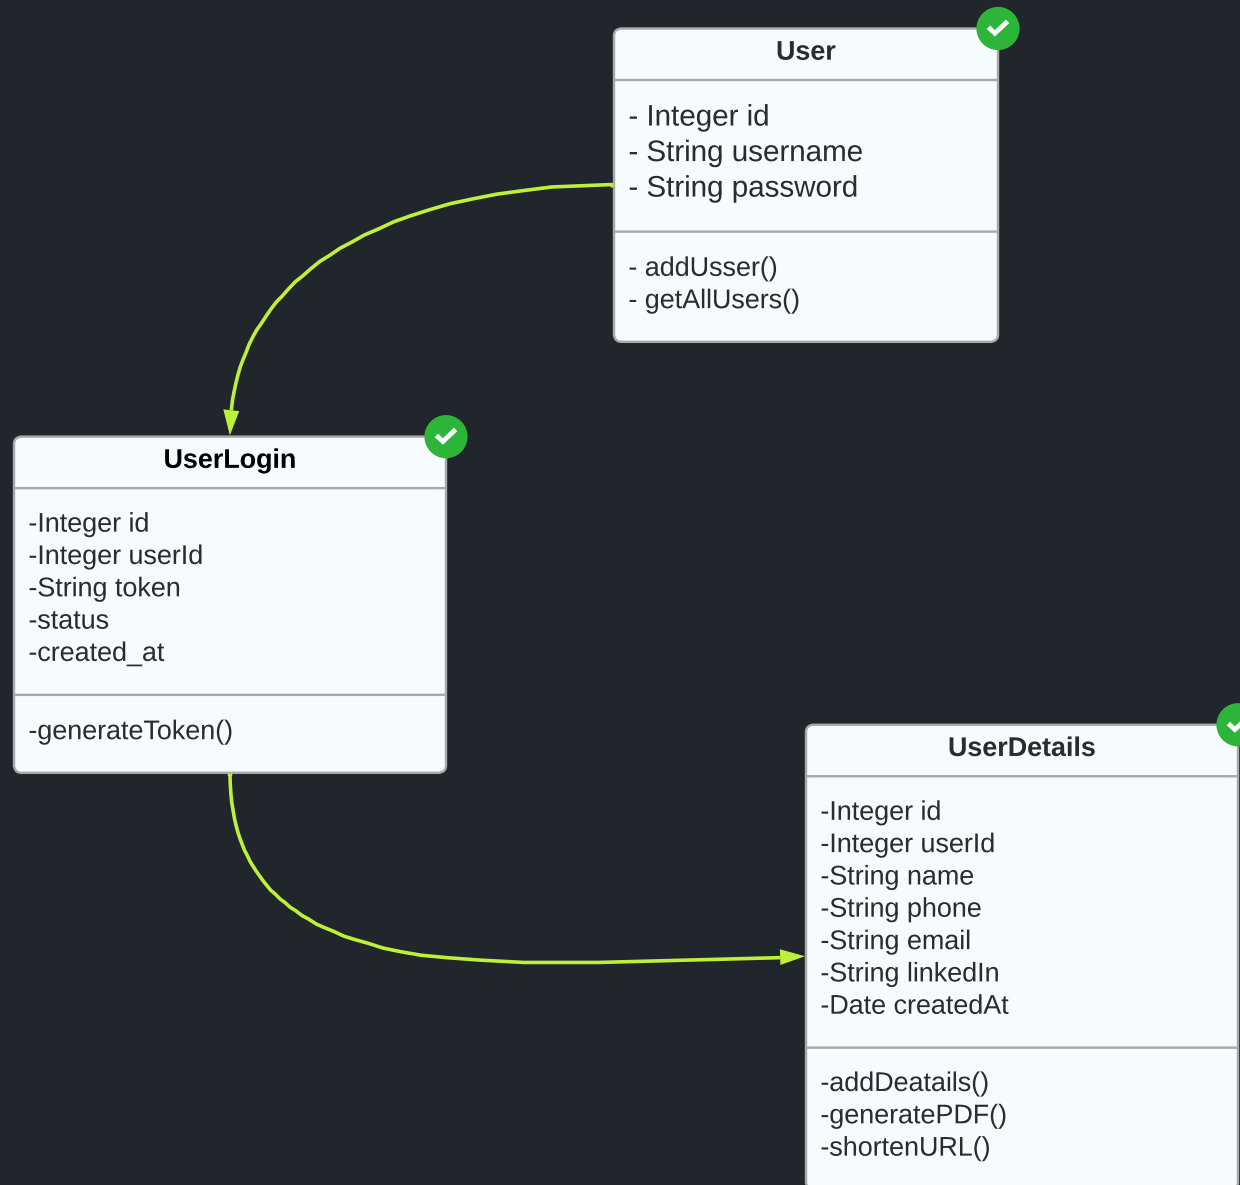 User
- Integer id
- String username
- String password
- addUsser()
- getAllUsers()
UserLogin
-Integer id
-Integer userId
-String token
-status
-created_at
-generateToken()
UserDetails
-Integer id
-Integer userId
-String name
-String phone
-String email
-String linkedIn
-Date createdAt
-addDeatails()
-generatePDF()
-shortenURL()